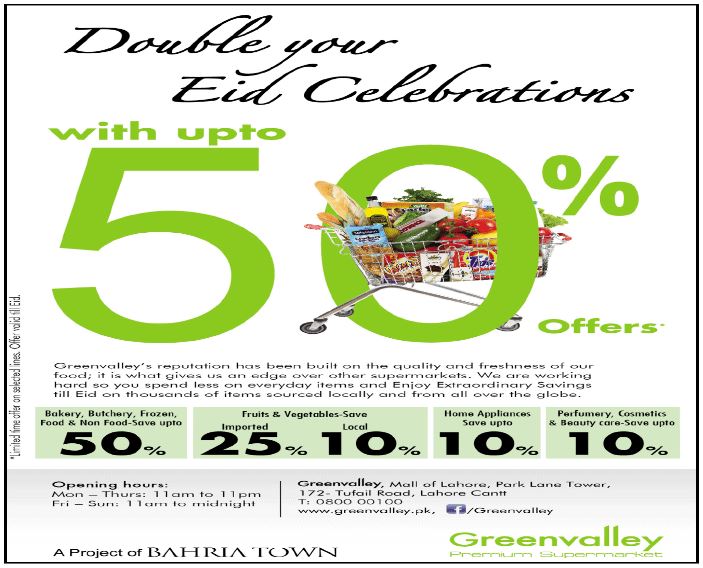 Double your
Eid Celebrations
with upto
50%
Offers*
*Limited time offer on selected lines. Offer valid till Eid.
Greenvalley's reputation has been built on the quality and freshness of our
food; it is what gives us an edge over other supermarkets. We are working
hard so you spend less on everyday items and Enjoy Extraordinary Savings
till Eid on thousands of items sourced locally and from all over the globe.
Bakery, Butchery, Frozen,
Food & Non Food-Save upto
50%
Fruits & Vegetables-Save
Imported Local
25% 10%
Home Appliances
Save upto
10%
Perfumery, Cosmetics
& Beauty care-Save upto
10%
Opening hours:
Mon – Thurs: 11am to 11pm
Fri – Sun: 11am to midnight
Greenvalley, Mall of Lahore, Park Lane Tower,
172- Tufail Road, Lahore Cantt
T: 0800 00100
www.greenvalley.pk, f/Greenvalley
A Project of BAHRIA TOWN
Greenvalley
Premium Supermarket